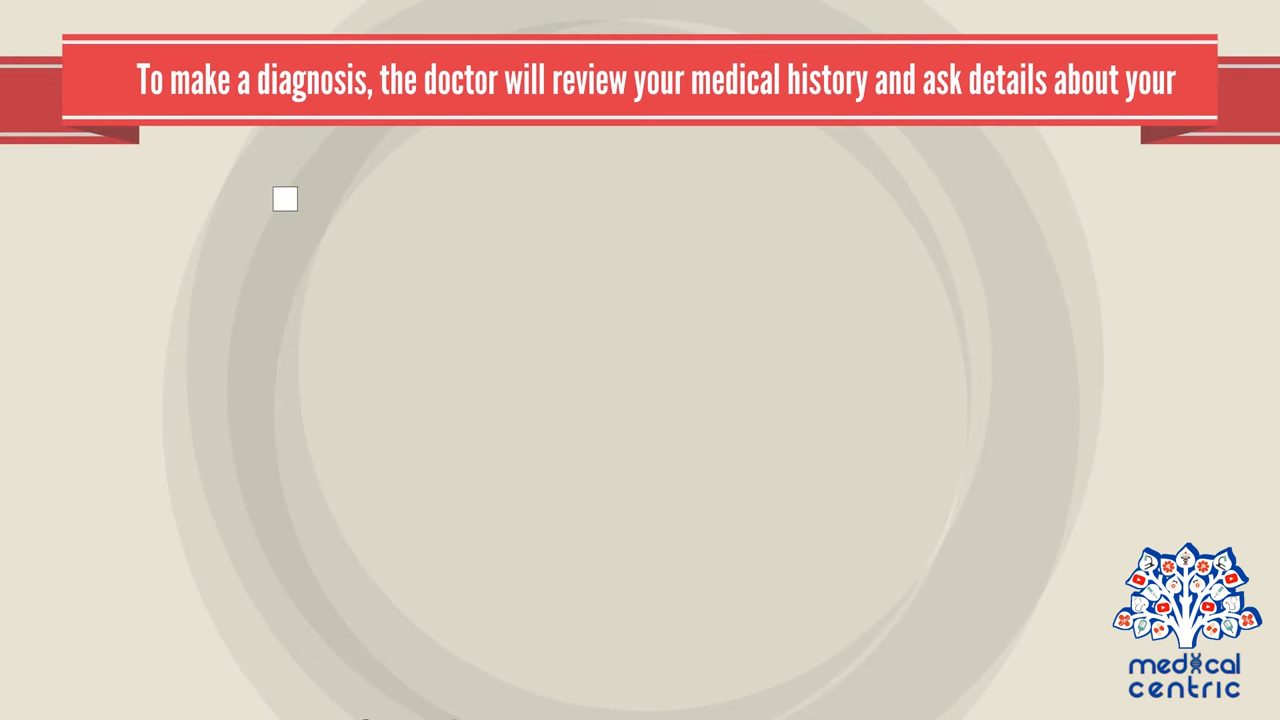 To make a diagnosis, the doctor will review your medical history and ask details about your
medical
centric